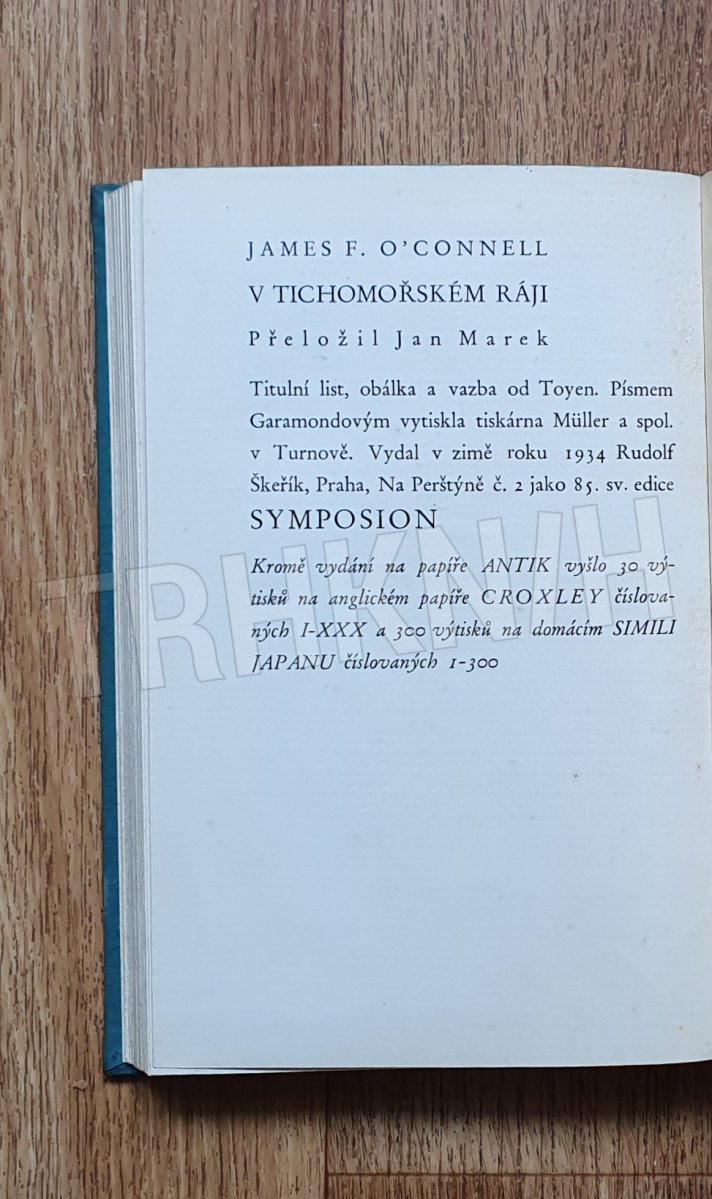 JAMES F. O'CONNELL
V TICHOMOŘSKÉM RÁJI
Přeložil Jan Marek
Titulní list, obálka a vazba od Toyen. Písmem
Garamondovým vytiskla tiskárna Müller a spol.
v Turnově. Vydal v zimě roku 1934 Rudolf
Škeřík, Praha, Na Perštýně č. 2 jako 85. sv. edice
SYMPOSION
Kromě vydání na papíře ANTIK vyšlo 30 vý-
tisků na anglickém papíře CROXLEY číslova-
ných I-XXX a 300 výtisků na domácím SIMILI
JAPANU číslovaných 1-300
TRHKNIH